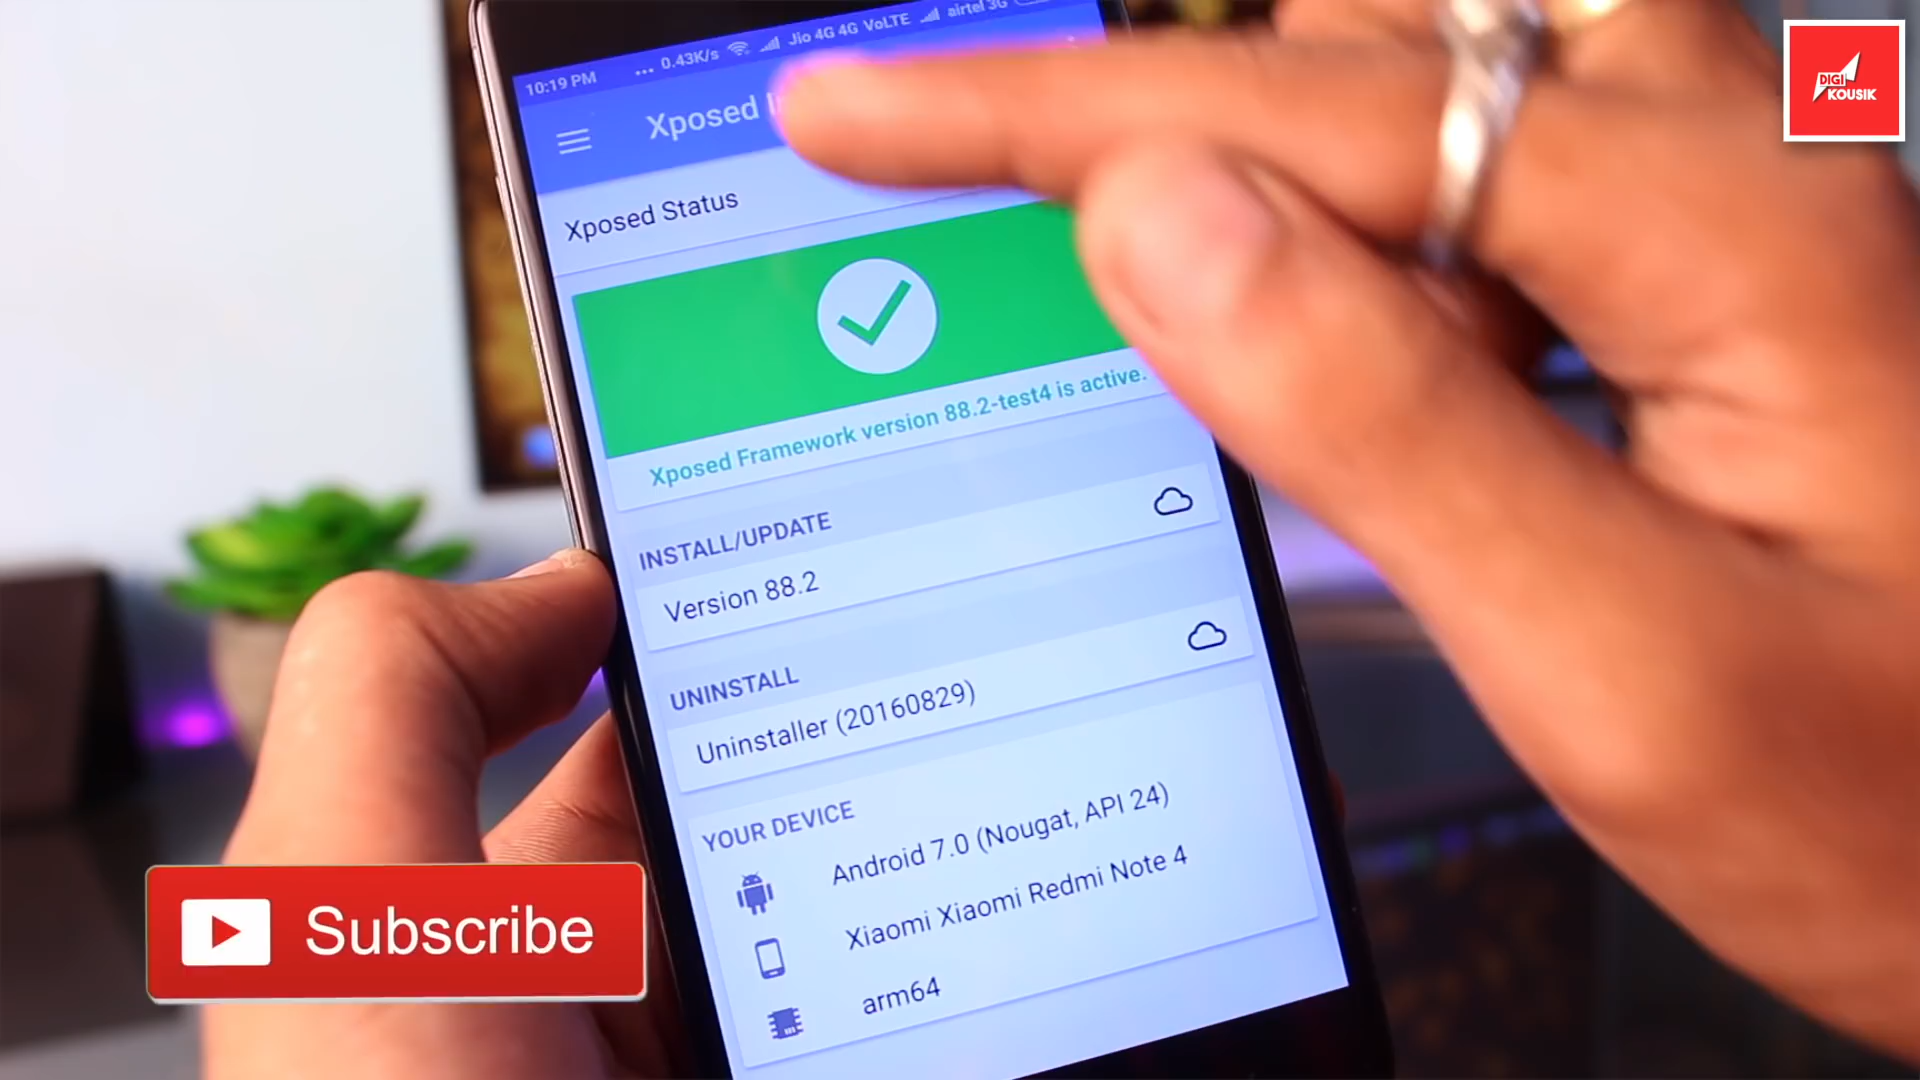 10:19 PM ... 0.43K/s Jio 4G 4G VoLTE airtel 3G
DIGI
KOUSIK
Xposed
Xposed Status
Xposed Framework version 88.2-test4 is active.
INSTALL/UPDATE
Version 88.2
UNINSTALL
Uninstaller (20160829)
YOUR DEVICE
Android 7.0 (Nougat, API 24)
Xiaomi Xiaomi Redmi Note 4
arm64
Subscribe